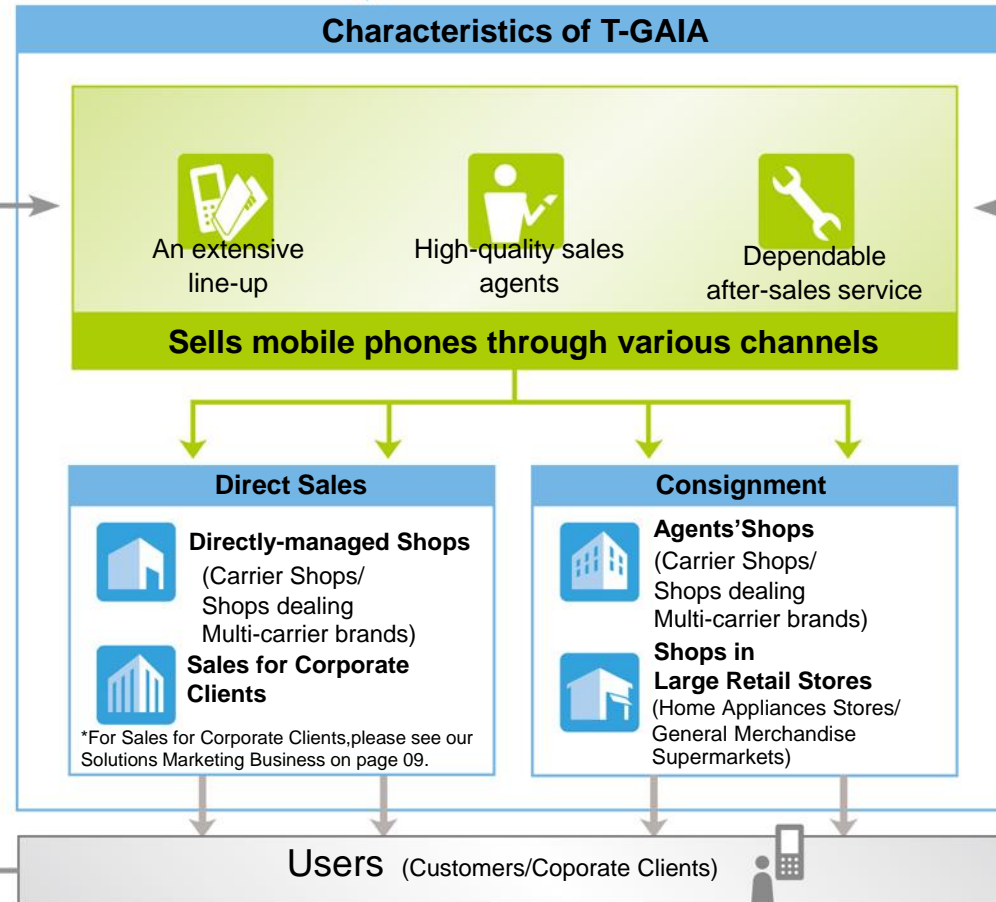 Characteristics of T-GAIA
An extensive
line-up
High-quality sales
agents
Dependable
after-sales service
Sells mobile phones through various channels
Direct Sales
Directly-managed Shops
(Carrier Shops/
Shops dealing
Multi-carrier brands)
Sales for Corporate
Clients
*For Sales for Corporate Clients,please see our
Solutions Marketing Business on page 09.
Consignment
Agents'Shops
(Carrier Shops/
Shops dealing
Multi-carrier brands)
Shops in
Large Retail Stores
(Home Appliances Stores/
General Merchandise
Supermarkets)
Users (Customers/Coporate Clients)